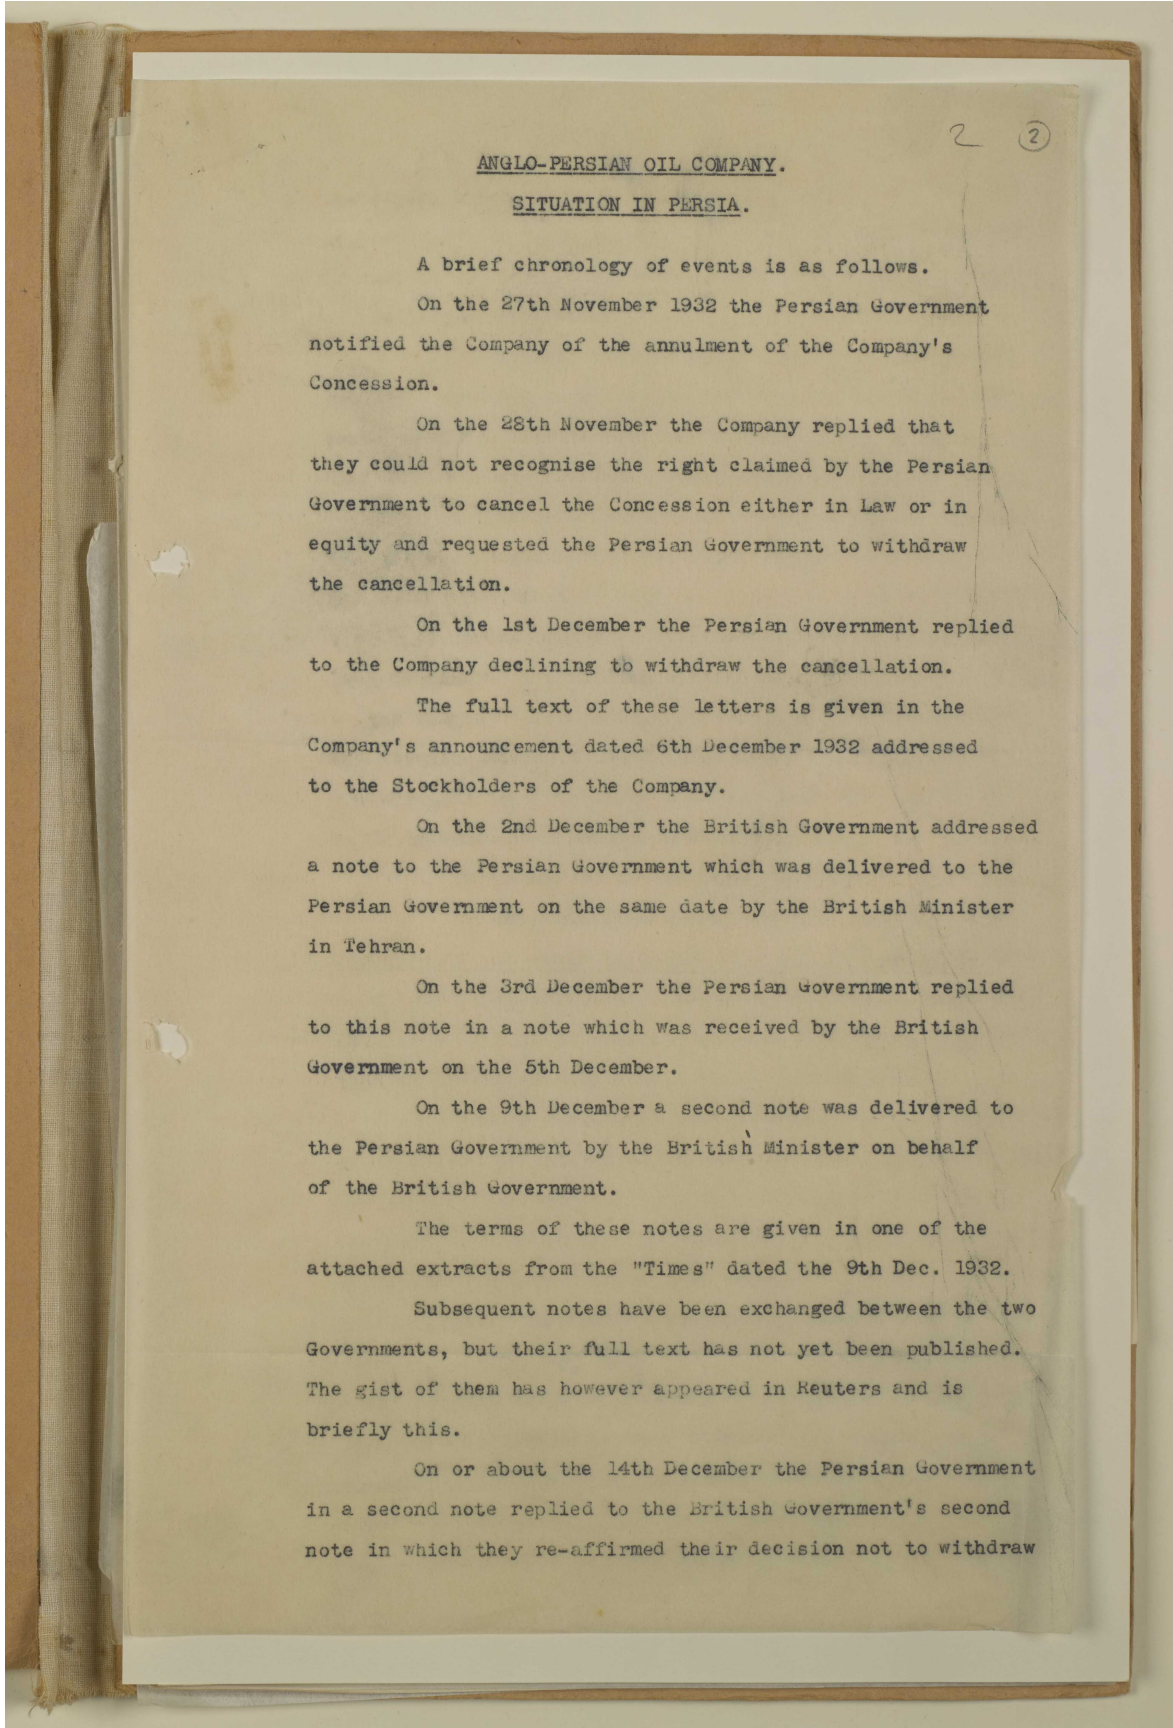 2 2
ANGLO-PERSIAN OIL COMPANY.
SITUATION IN PERSIA.
A brief chronology of events is as follows.
On the 27th November 1932 the Persian Government
notified the Company of the annulment of the Company's
Concession.
On the 28th November the Company replied that
they could not recognise the right claimed by the Persian
Government to cancel the Concession either in Law or in
equity and requested the Persian Government to withdraw
the cancellation.
On the 1st December the Persian Government replied
to the Company declining to withdraw the cancellation.
The full text of these letters is given in the
Company's announcement dated 6th December 1932 addressed
to the Stockholders of the Company.
On the 2nd December the British Government addressed
a note to the Persian Government which was delivered to the
Persian Government on the same date by the British Minister
in Tehran.
On the 3rd December the Persian Government replied
to this note in a note which was received by the British
Government on the 5th December.
On the 9th December a second note was delivered to
the Persian Government by the British Minister on behalf
of the British Government.
The terms of these notes are given in one of the
attached extracts from the "Times" dated the 9th Dec. 1932.
Subsequent notes have been exchanged between the two
Governments, but their full text has not yet been published.
The gist of them has however appeared in Reuters and is
briefly this.
On or about the 14th December the Persian Government
in a second note replied to the British Government's second
note in which they re-affirmed their decision not to withdraw